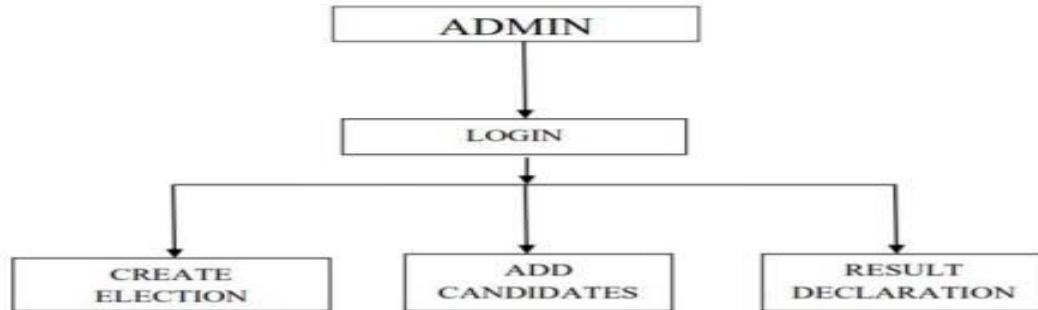 ADMIN
LOGIN
CREATE
ELECTION
ADD
CANDIDATES
RESULT
DECLARATION